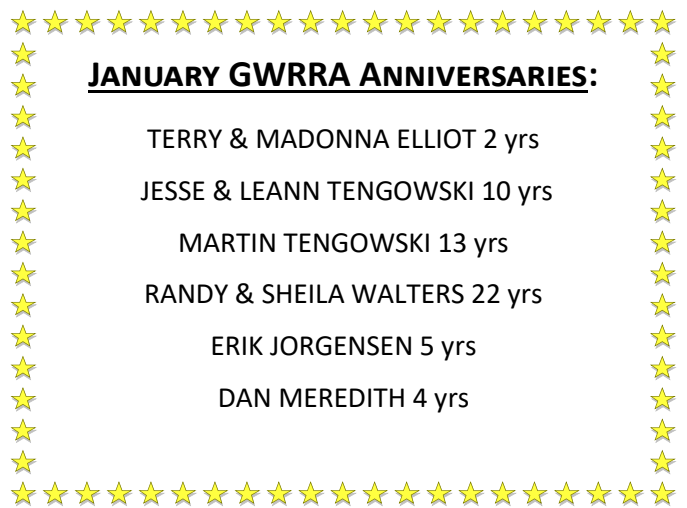 JANUARY GWRRA ANNIVERSARIES:
TERRY & MADONNA ELLIOT 2 yrs
JESSE & LEANN TENGOWSKI 10 yrs
MARTIN TENGOWSKI 13 yrs
RANDY & SHEILA WALTERS 22 yrs
ERIK JORGENSEN 5 yrs
DAN MEREDITH 4 yrs